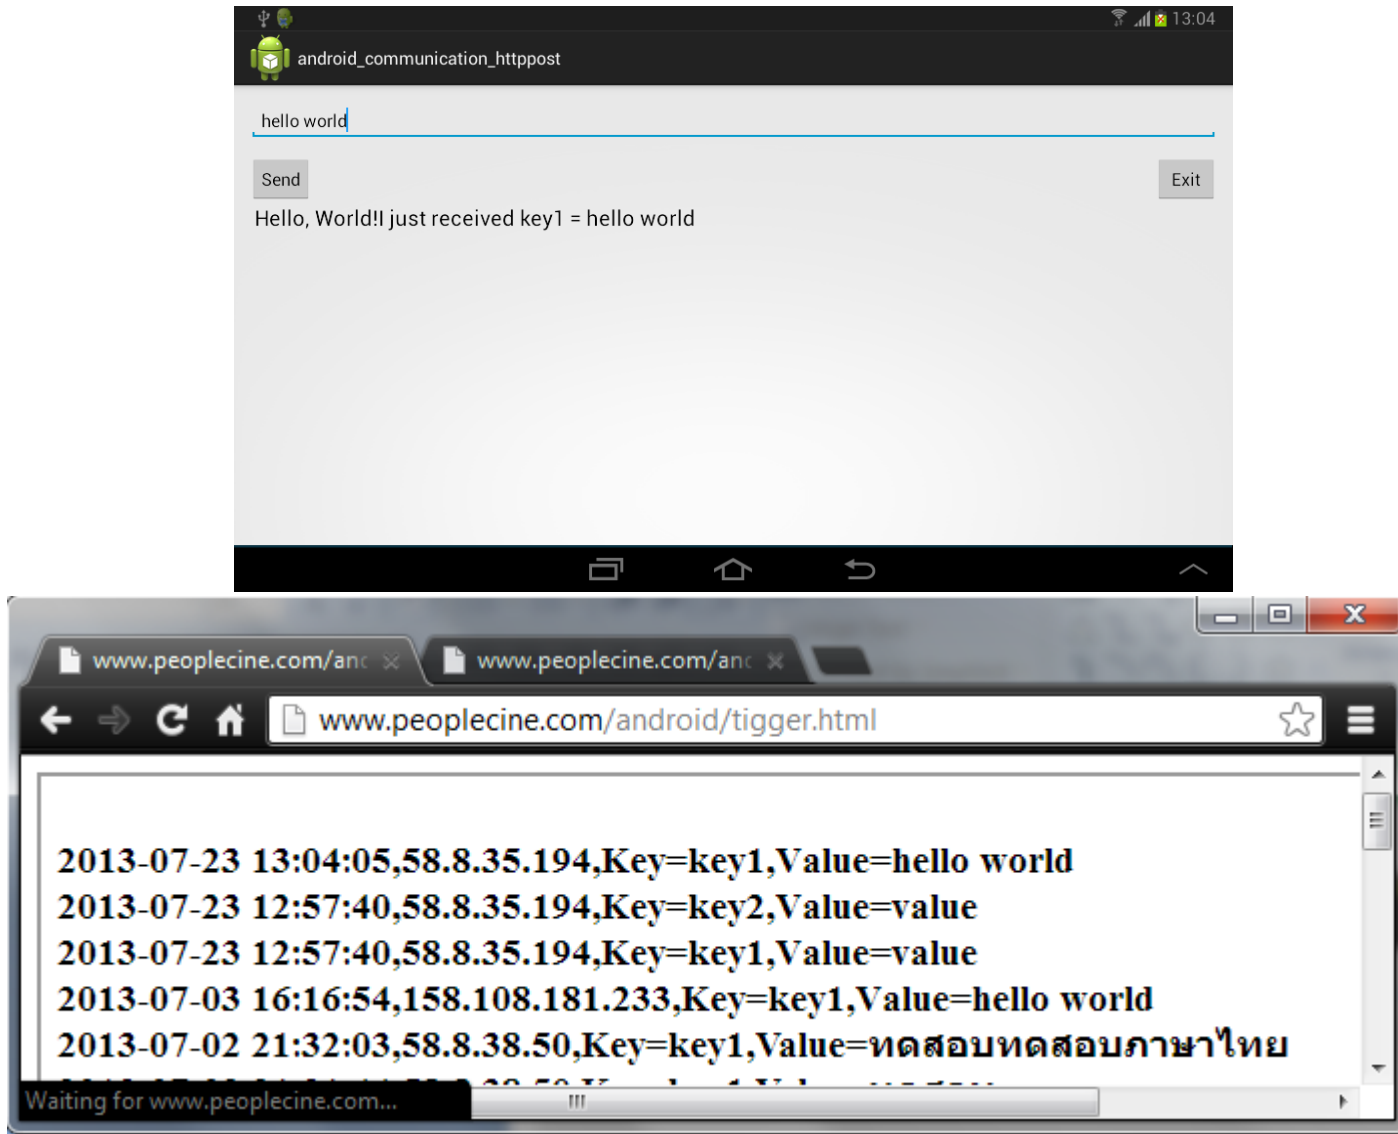 13:04
android_communication_httppost
hello world
Send
Exit
Hello, World!I just received key1 = hello world
www.peoplecine.com/and
www.peoplecine.com/and
www.peoplecine.com/android/tigger.html
2013-07-23 13:04:05,58.8.35.194,Key=key1,Value=hello world
2013-07-23 12:57:40,58.8.35.194,Key=key2,Value=value
2013-07-23 12:57:40,58.8.35.194,Key=key1,Value=value
2013-07-03 16:16:54,158.108.181.233,Key=key1,Value=hello world
2013-07-02 21:32:03,58.8.38.50,Key=key1,Value=ทดสอบทดสอบภาษาไทย
Waiting for www.peoplecine.com...